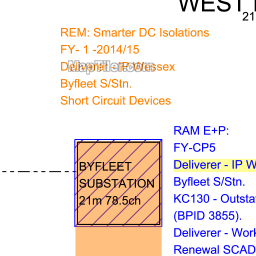 WEST
21
REM: Smarter DC Isolations
FY- 1 -2014/15
Deliverer - IP Wessex
Byfleet S/Stn.
Short Circuit Devices
RAM E+P:
FY-CP5
Deliverer - IP W
Byfleet S/Stn.
KC130 - Outsta
(BPID 3855).
Deliverer - Work
Renewal SCAD
BYFLEET
SUBSTATION
21m 78.5ch